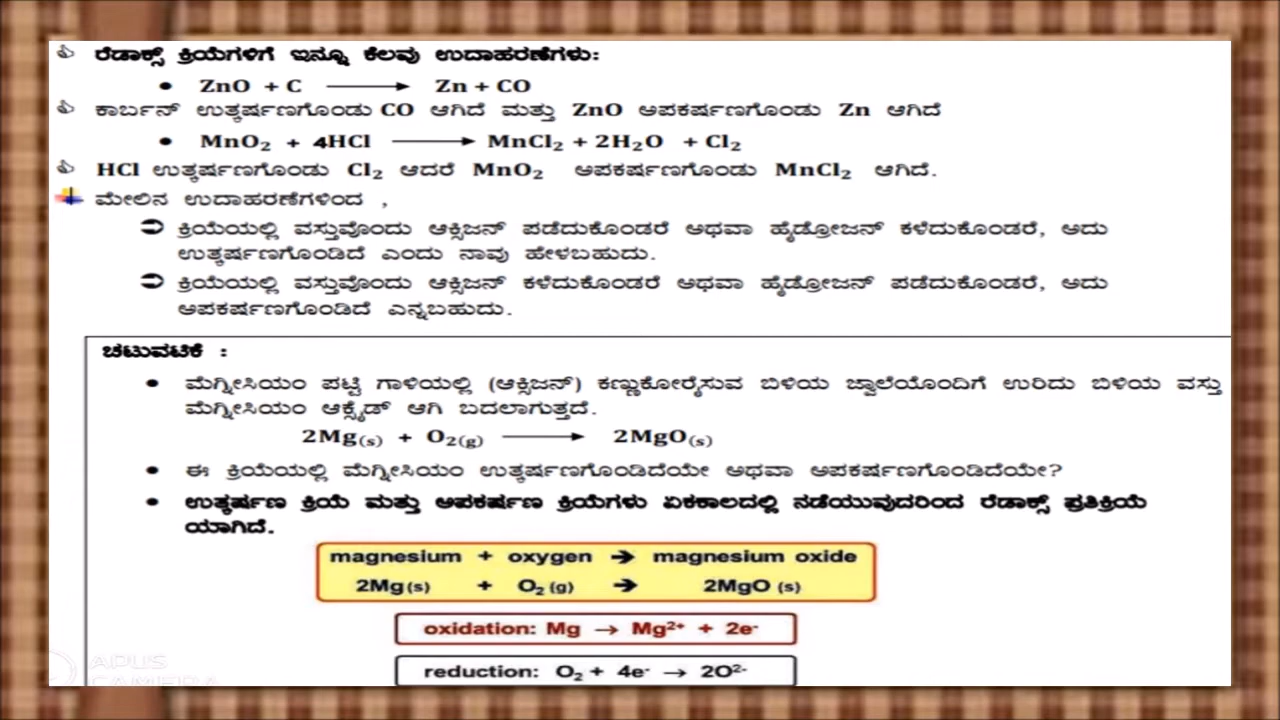 ರೆಡಾಕ್ಸ್ ಕ್ರಿಯೆಗಳಿಗೆ ಇನ್ನೂ ಕೆಲವು ಉದಾಹರಣೆಗಳು:
• ZnO + C ⟶ Zn + CO
ಕಾರ್ಬನ್ ಉತ್ಕರ್ಷಣಗೊಂಡು CO ಆಗಿದೆ ಮತ್ತು ZnO ಅಪಕರ್ಷಣಗೊಂಡು Zn ಆಗಿದೆ
• MnO₂ + 4HCl ⟶ MnCl₂ + 2H₂O + Cl₂
HCl ಉತ್ಕರ್ಷಣಗೊಂಡು Cl₂ ಆದರೆ MnO₂ ಅಪಕರ್ಷಣಗೊಂಡು MnCl₂ ಆಗಿದೆ.
ಮೇಲಿನ ಉದಾಹರಣೆಗಳಿಂದ ,
ಕ್ರಿಯೆಯಲ್ಲಿ ವಸ್ತುವೊಂದು ಆಕ್ಸಿಜನ್ ಪಡೆದುಕೊಂಡರೆ ಅಥವಾ ಹೈಡ್ರೋಜನ್ ಕಳೆದುಕೊಂಡರೆ, ಅದು
ಉತ್ಕರ್ಷಣಗೊಂಡಿದೆ ಎಂದು ನಾವು ಹೇಳಬಹುದು.
ಕ್ರಿಯೆಯಲ್ಲಿ ವಸ್ತುವೊಂದು ಆಕ್ಸಿಜನ್ ಕಳೆದುಕೊಂಡರೆ ಅಥವಾ ಹೈಡ್ರೋಜನ್ ಪಡೆದುಕೊಂಡರೆ, ಅದು
ಅಪಕರ್ಷಣಗೊಂಡಿದೆ ಎನ್ನಬಹುದು.
ಚಟುವಟಿಕೆ :
• ಮೆಗ್ನೀಸಿಯಂ ಪಟ್ಟಿ ಗಾಳಿಯಲ್ಲಿ (ಆಕ್ಸಿಜನ್) ಕಣ್ಣುಕೋರೈಸುವ ಬಿಳಿಯ ಜ್ವಾಲೆಯೊಂದಿಗೆ ಉರಿದು ಬಿಳಿಯ ವಸ್ತು
ಮೆಗ್ನೀಸಿಯಂ ಆಕ್ಸೈಡ್ ಆಗಿ ಬದಲಾಗುತ್ತದೆ.
2Mg(s) + O₂(g) ⟶ 2MgO(s)
• ಈ ಕ್ರಿಯೆಯಲ್ಲಿ ಮೆಗ್ನೀಸಿಯಂ ಉತ್ಕರ್ಷಣಗೊಂಡಿದೆಯೇ ಅಥವಾ ಅಪಕರ್ಷಣಗೊಂಡಿದೆಯೇ?
• ಉತ್ಕರ್ಷಣ ಕ್ರಿಯೆ ಮತ್ತು ಅಪಕರ್ಷಣ ಕ್ರಿಯೆಗಳು ಏಕಕಾಲದಲ್ಲಿ ನಡೆಯುವುದರಿಂದ ರೆಡಾಕ್ಸ್ ಪ್ರತಿಕ್ರಿಯೆ
ಯಾಗಿದೆ.
magnesium + oxygen ➔ magnesium oxide
2Mg(s) + O₂(g) ➔ 2MgO (s)
oxidation: Mg → Mg²⁺ + 2e⁻
reduction: O₂ + 4e⁻ → 2O²⁻
APUS
CAMERA